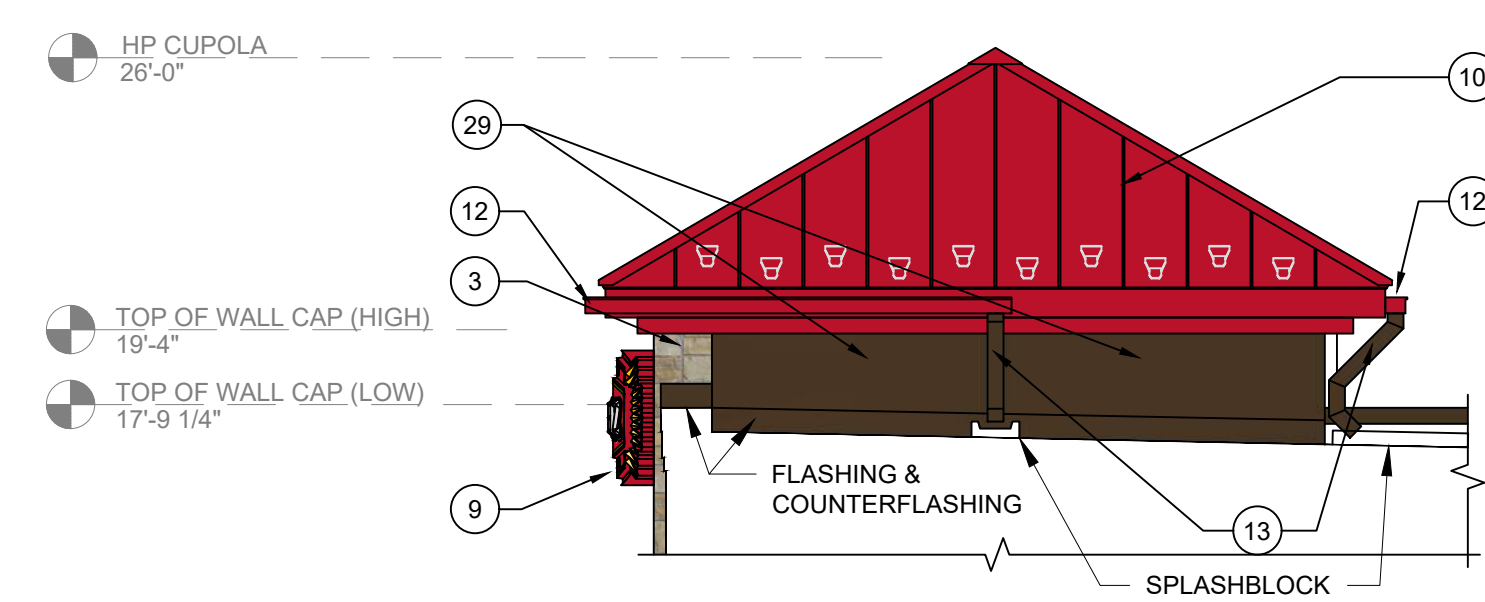 HP CUPOLA
26'-0"
10
29
12
12
3
TOP OF WALL CAP (HIGH)
19'-4"
TOP OF WALL CAP (LOW)
17'-9 1/4"
FLASHING &
COUNTERFLASHING
9
13
SPLASHBLOCK